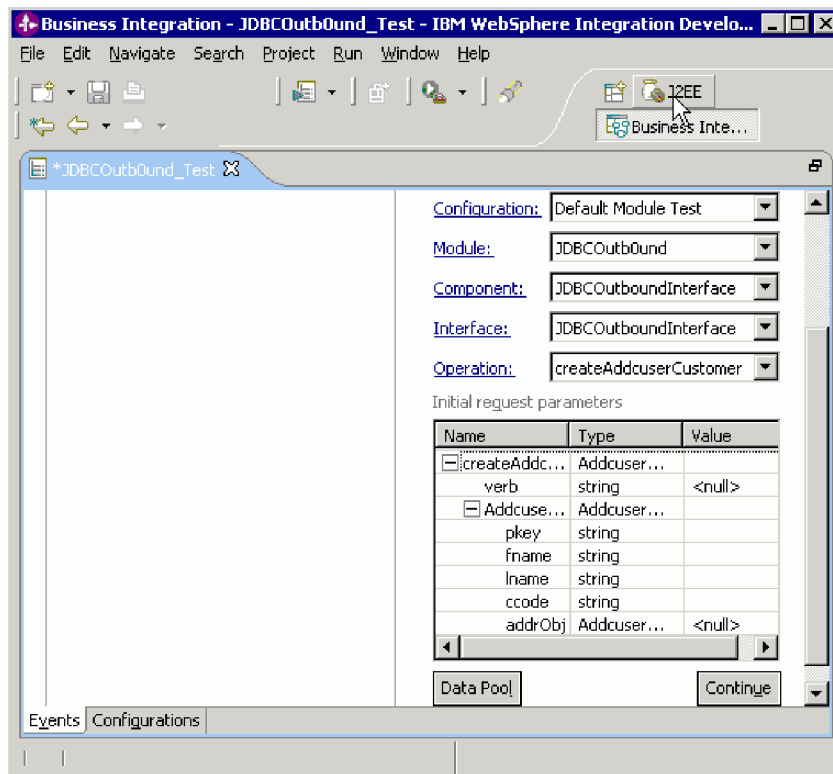 Business Integration - JDBCOutb0und_Test - IBM WebSphere Integration Develo...
File Edit Navigate Search Project Run Window Help
J2EE
Business Inte...
*JDBCOutb0und_Test
Configuration: Default Module Test
Module: JDBCOutb0und
Component: JDBCOutboundInterface
Interface: JDBCOutboundInterface
Operation: createAddcuserCustomer
Initial request parameters
Name Type Value
createAddc... Addcuser...
verb string <null>
Addcuse... Addcuser...
pkey string
fname string
lname string
ccode string
addrObj Addcuser... <null>
Data Pool Continue
Events Configurations